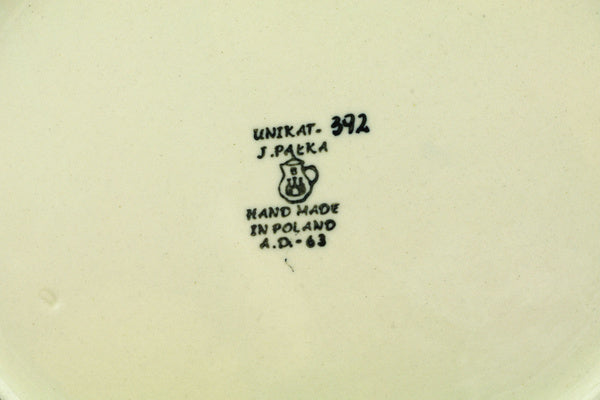 UNIKAT- 392
J. PAŁKA
HAND MADE
IN POLAND
A.D.- 63